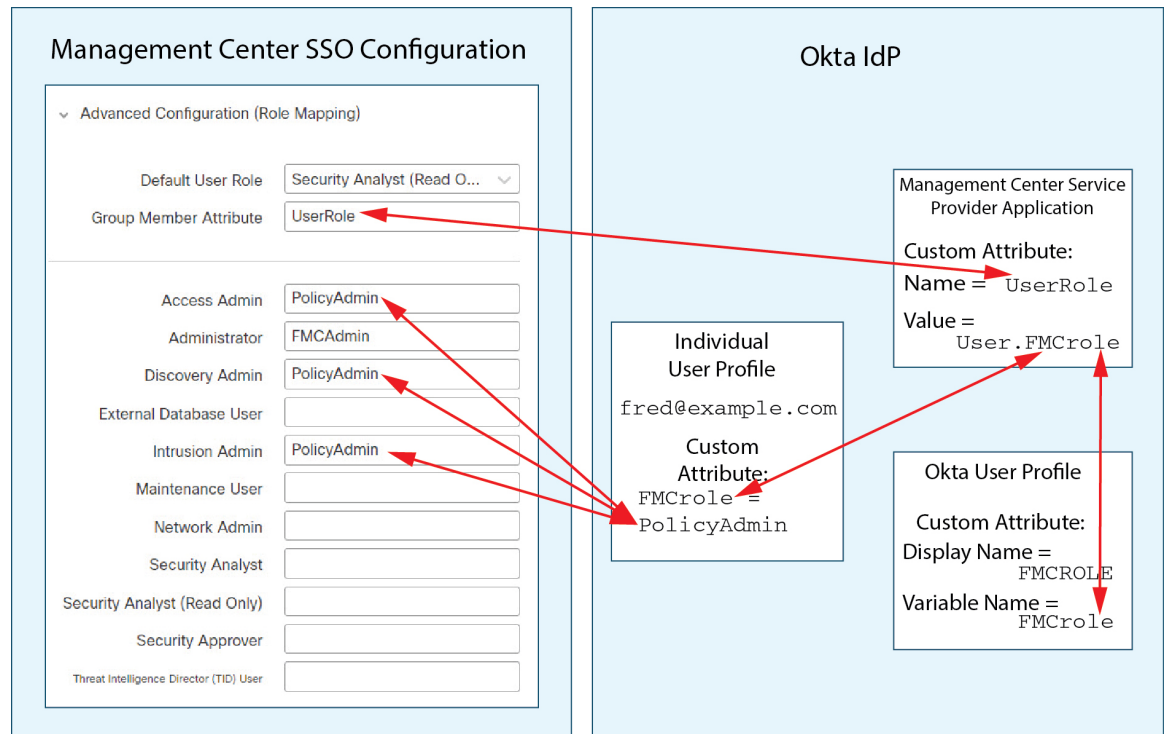 Management Center SSO Configuration
Advanced Configuration (Role Mapping)
Default User Role Security Analyst (Read O...
Group Member Attribute UserRole
Access Admin PolicyAdmin
Administrator FMCAdmin
Discovery Admin PolicyAdmin
External Database User
Intrusion Admin PolicyAdmin
Maintenance User
Network Admin
Security Analyst
Security Analyst (Read Only)
Security Approver
Threat Intelligence Director (TID) User
Okta IdP
Individual
User Profile
fred@example.com
Custom
Attribute:
FMCrole =
PolicyAdmin
Management Center Service
Provider Application
Custom Attribute:
Name = UserRole
Value =
User.FMCrole
Okta User Profile
Custom Attribute:
Display Name =
FMCROLE
Variable Name =
FMCrole